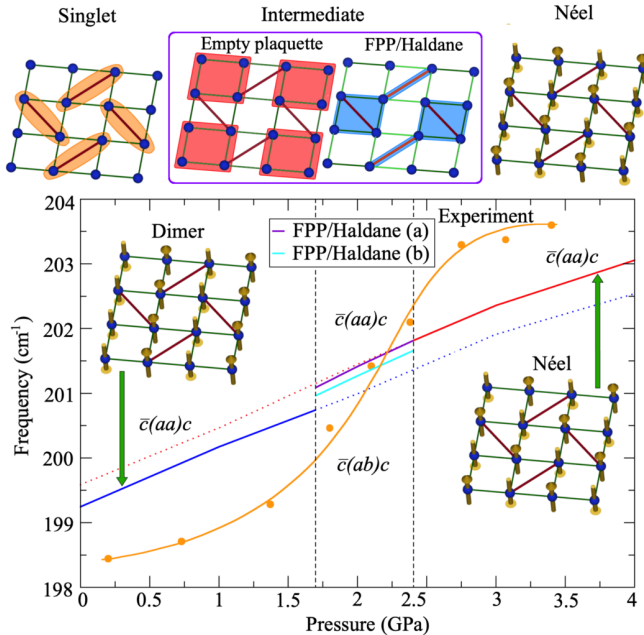 Singlet
Intermediate
Néel
Empty plaquette
FPP/Haldane
204
203
202
201
200
199
198
Frequency (cm⁻¹)
Dimer
FPP/Haldane (a)
FPP/Haldane (b)
Experiment
c̅(aa)c
c̅(aa)c
c̅(aa)c
c̅(ab)c
Néel
0
0.5
1
1.5
2
2.5
3
3.5
4
Pressure (GPa)